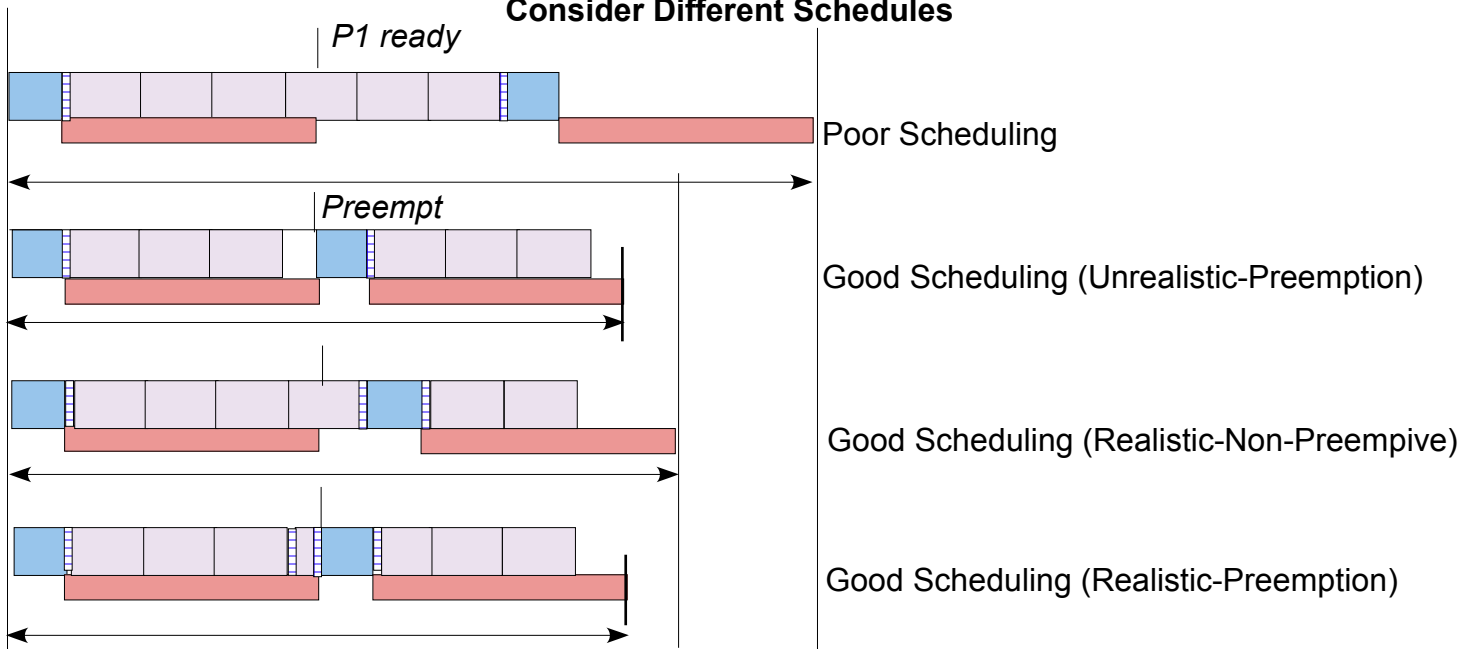 Consider Different Schedules
P1 ready
Poor Scheduling
Preempt
Good Scheduling (Unrealistic-Preemption)
Good Scheduling (Realistic-Non-Preempive)
Good Scheduling (Realistic-Preemption)